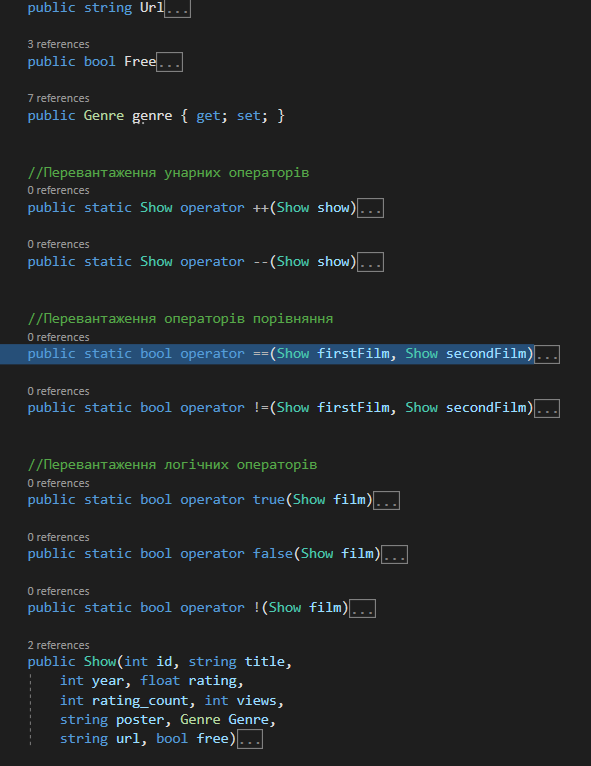 public string Url...
3 references
public bool Free...
7 references
public Genre genre { get; set; }
//Перевантаження унарних операторів
0 references
public static Show operator ++(Show show)...
0 references
public static Show operator --(Show show)...
//Перевантаження операторів порівняння
0 references
public static bool operator ==(Show firstFilm, Show secondFilm)...
0 references
public static bool operator !=(Show firstFilm, Show secondFilm)...
//Перевантаження логічних операторів
0 references
public static bool operator true(Show film)...
0 references
public static bool operator false(Show film)...
0 references
public static bool operator !(Show film)...
2 references
public Show(int id, string title,
int year, float rating,
int rating_count, int views,
string poster, Genre Genre,
string url, bool free)...